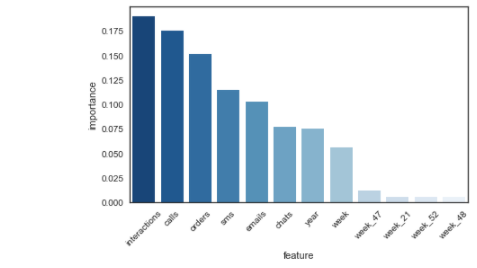 0.175
0.150
0.125
0.100
0.075
0.050
0.025
0.000
importance
interactions
calls
orders
sms
emails
chats
year
week
week_47
week_21
week_52
week_48
feature